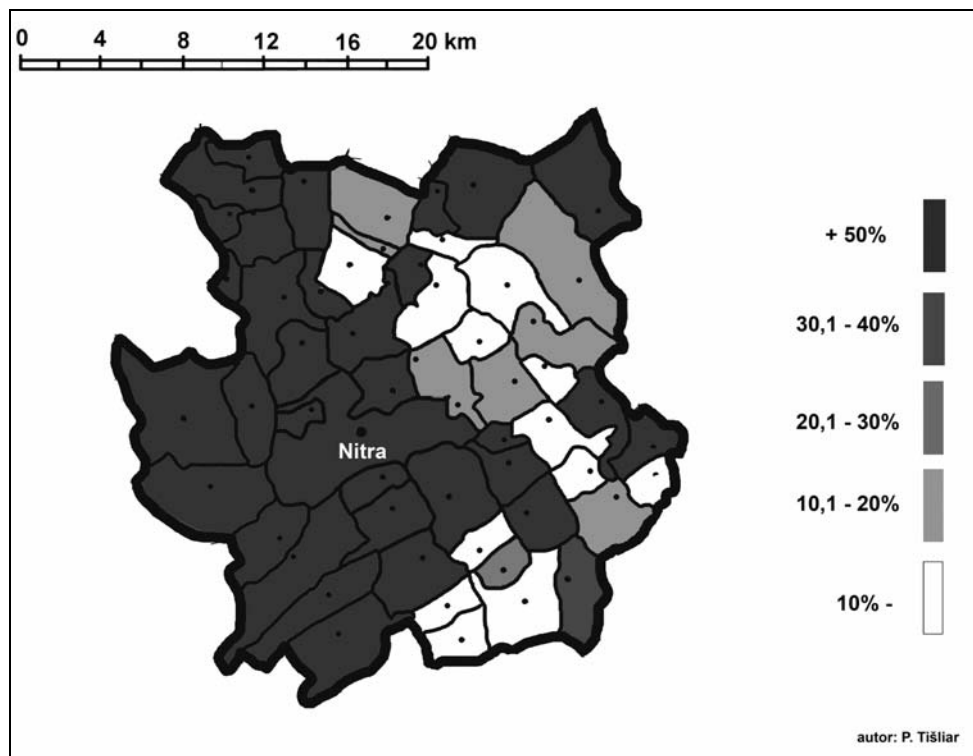 0 4 8 12 16 20 km
+ 50%
30,1 - 40%
20,1 - 30%
Nitra
10,1 - 20%
10% -
autor: P. Tišliar